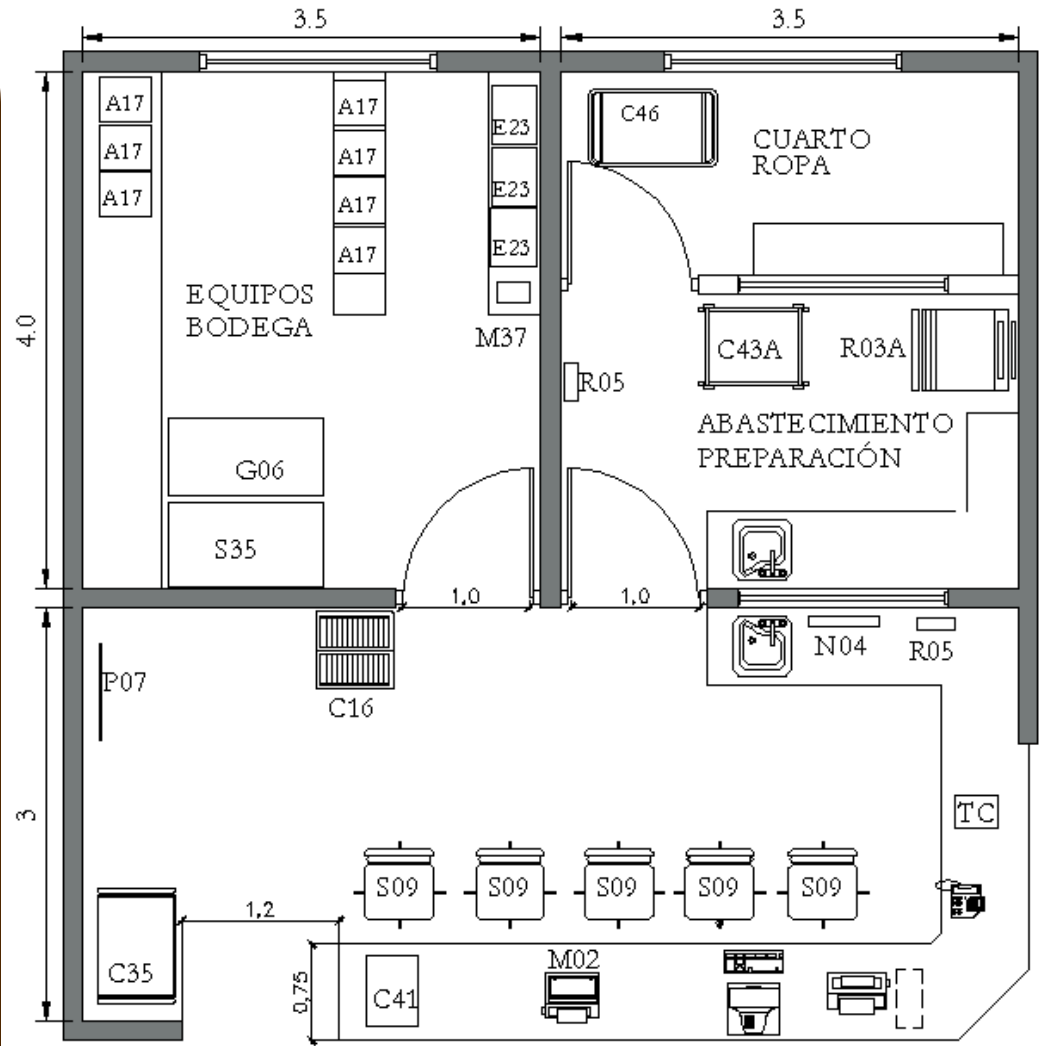 3.5
3.5
A17
A17
A17
A17
A17
A17
A17
E23
E23
E23
C46
CUARTO
ROPA
4.0
EQUIPOS
BODEGA
M37
C43A
R03A
R05
ABASTECIMIENTO
PREPARACIÓN
G06
S35
1,0
1,0
P07
C16
N04
R05
3
TC
S09
S09
S09
S09
S09
1,2
C35
0,75
C41
M02